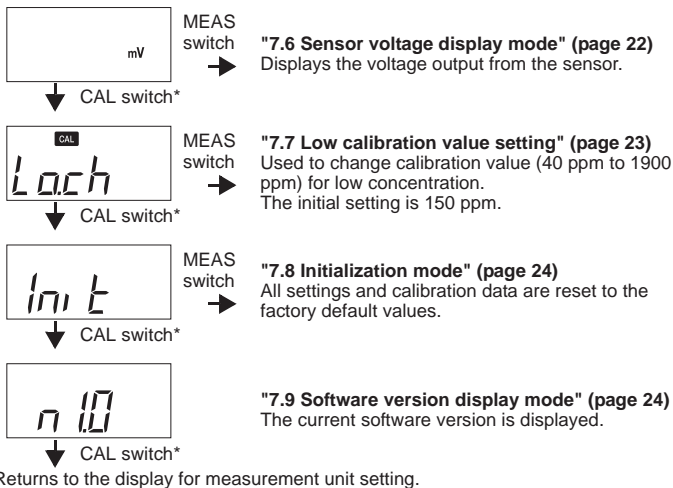 MEAS
switch
"7.6 Sensor voltage display mode" (page 22)
Displays the voltage output from the sensor.
mV
CAL switch*
CAL
Lo.ch
MEAS
switch
"7.7 Low calibration value setting" (page 23)
Used to change calibration value (40 ppm to 1900
ppm) for low concentration.
The initial setting is 150 ppm.
CAL switch*
Init
MEAS
switch
"7.8 Initialization mode" (page 24)
All settings and calibration data are reset to the
factory default values.
CAL switch*
n 1.0
"7.9 Software version display mode" (page 24)
The current software version is displayed.
CAL switch*
Returns to the display for measurement unit setting.